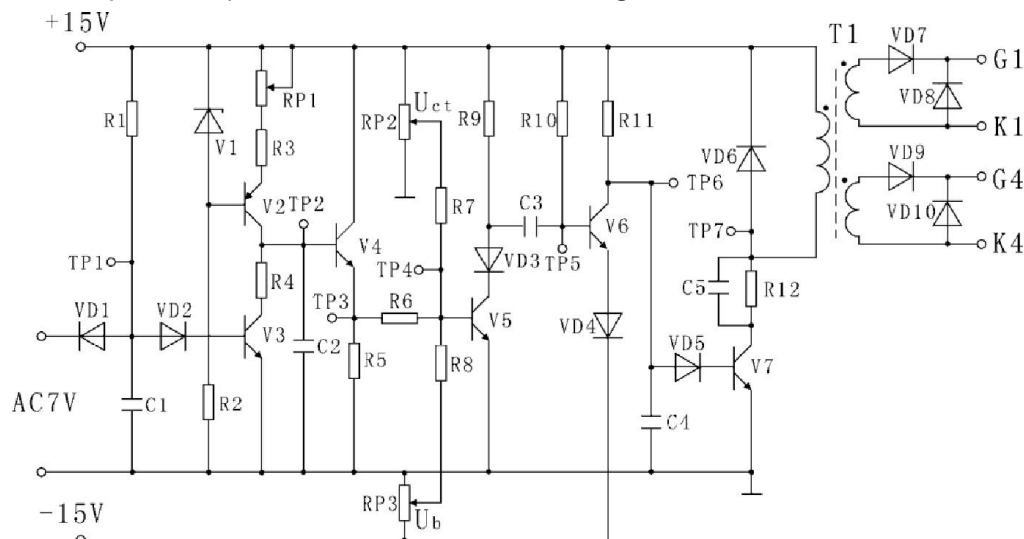 +15V
T1
VD7
G1
R1
RP1
RP2
Uct
R9
R10
R11
VD8
K1
V1
R3
VD6
VD9
G4
V2
TP2
R7
C3
TP6
V6
VD10
V4
TP7
K4
TP1
R4
TP4
VD3
TP5
VD1
VD2
TP3
R6
C5
R12
V3
V5
VD4
C2
R5
R8
VD5
V7
AC7V
C1
R2
C4
RP3
Ub
-15V